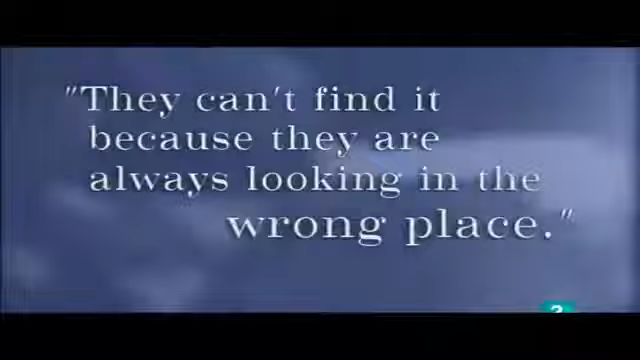 "They can't find it
because they are
always looking in the
wrong place."